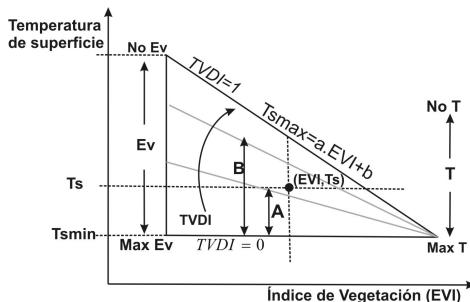 Temperatura
de superficie
No Ev
TVDI=1
Tsmax=a.EVI+b
No T
Ev
B
T
(EVI,Ts)
Ts
A
TVDI
Tsmin
Max Ev
TVDI = 0
Max T
Índice de Vegetación (EVI)